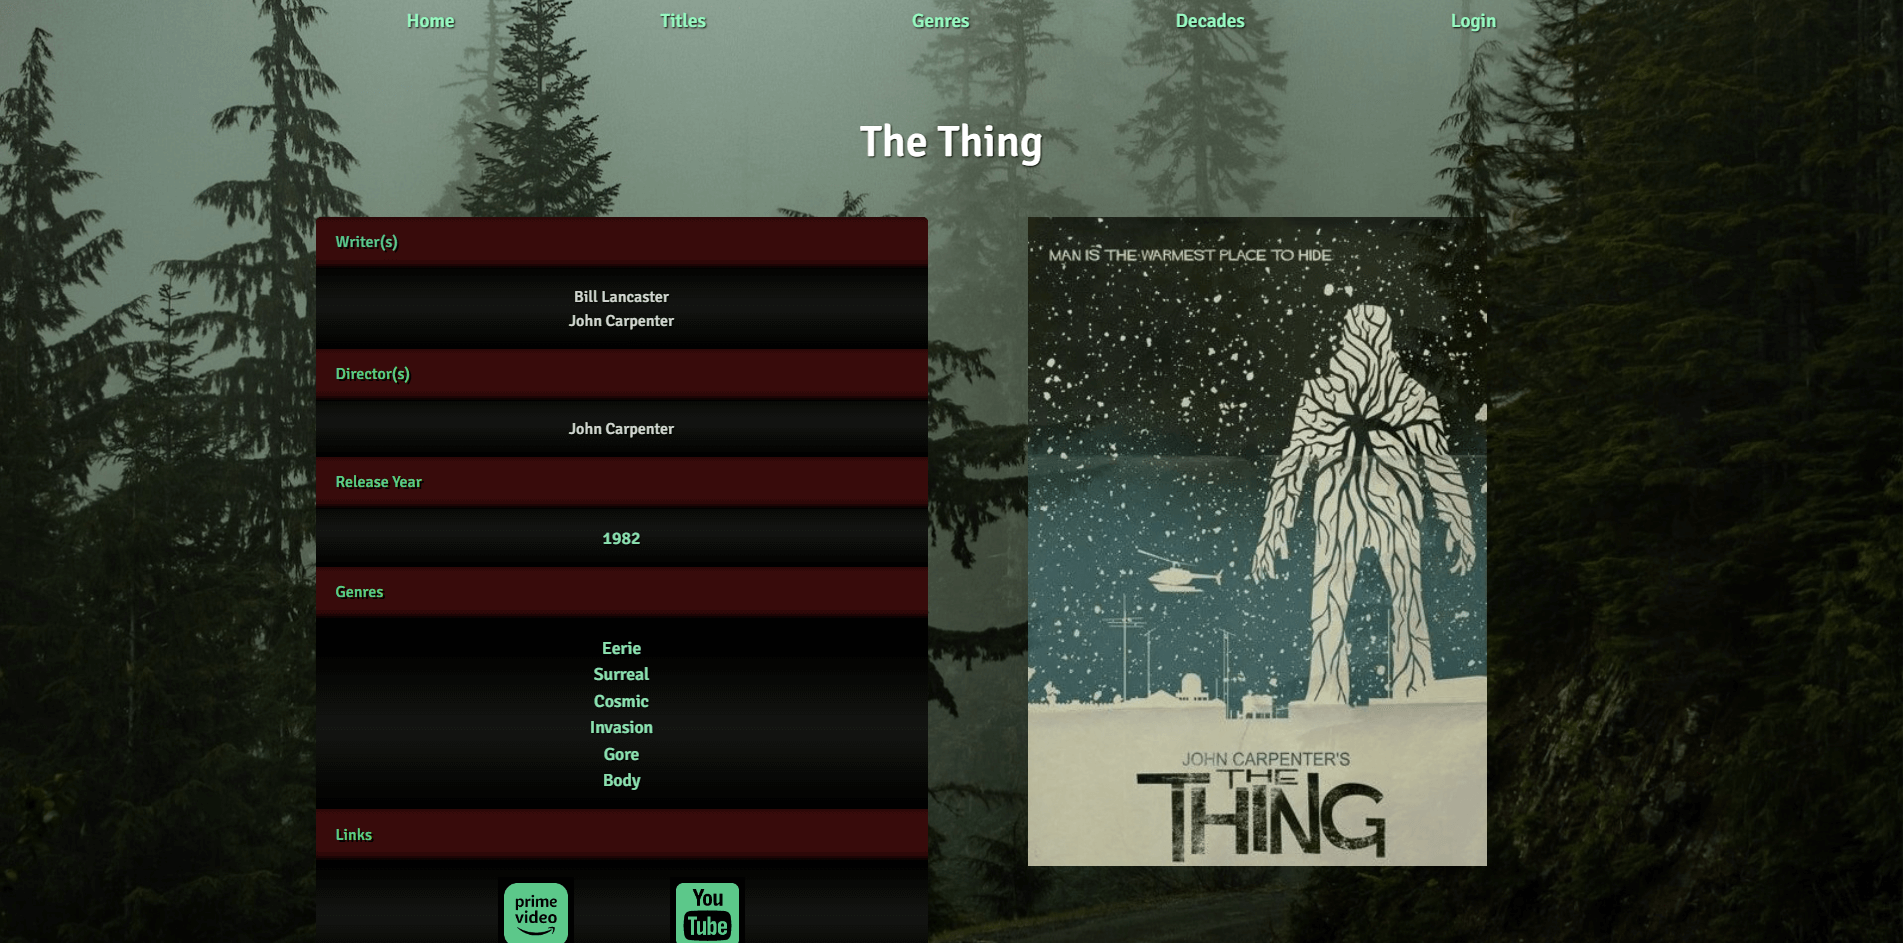 Home Titles Genres Decades Login
The Thing
Writer(s)
Bill Lancaster
John Carpenter
Director(s)
John Carpenter
Release Year
1982
Genres
Eerie
Surreal
Cosmic
Invasion
Gore
Body
Links
prime video
You Tube
MAN IS THE WARMEST PLACE TO HIDE
JOHN CARPENTER'S
THE
THING